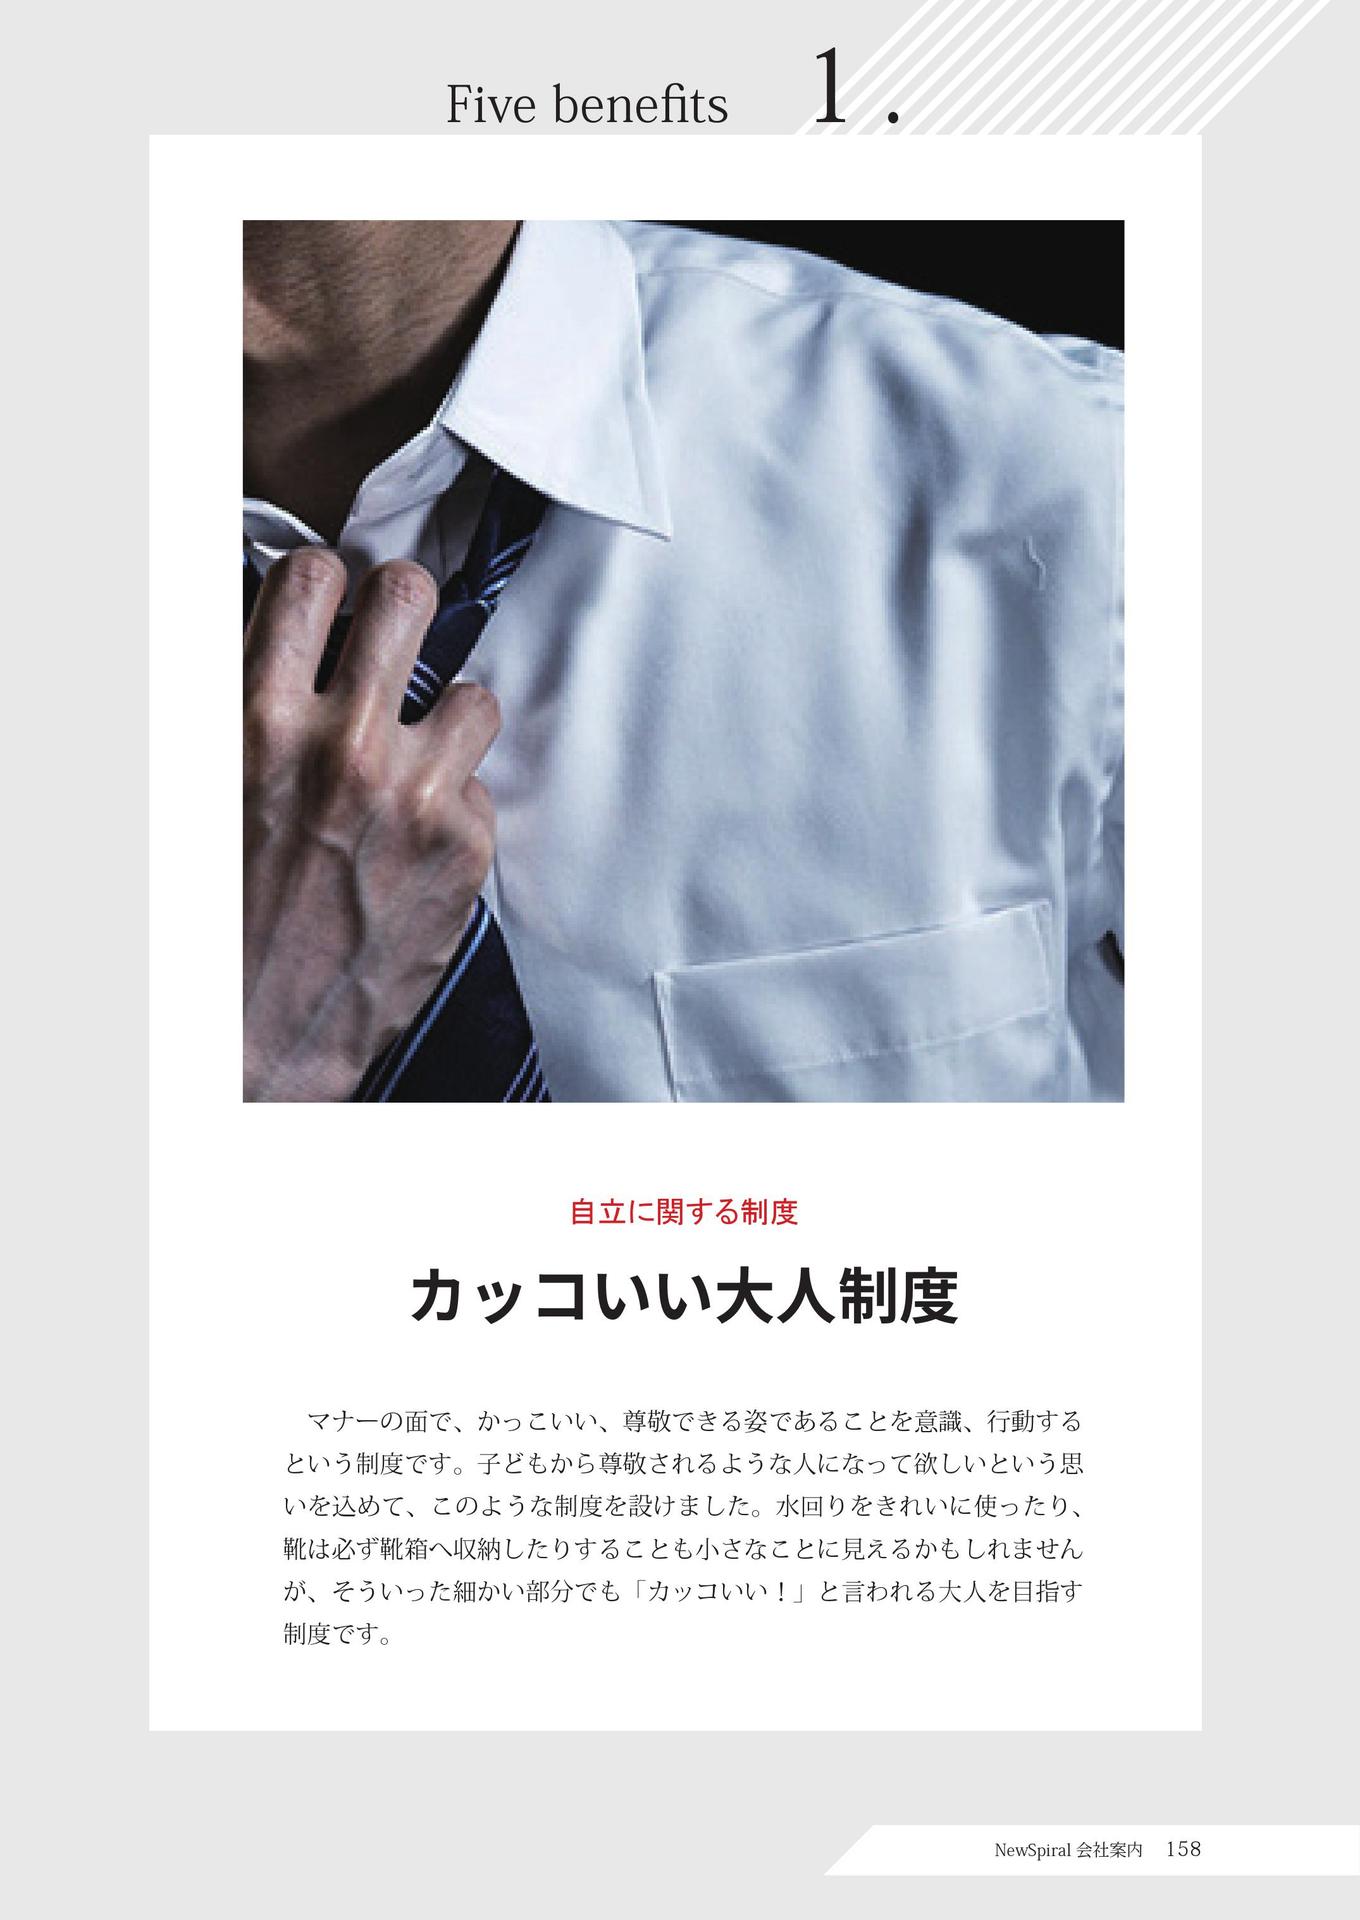 Five benefits 1.
自立に関する制度
カッコいい大人制度
　マナーの面で、かっこいい、尊敬できる姿であることを意識、行動する
という制度です。子どもから尊敬されるような人になって欲しいという思
いを込めて、このような制度を設けました。水回りをきれいに使ったり、
靴は必ず靴箱へ収納したりすることも小さなことに見えるかもしれません
が、そういった細かい部分でも「カッコいい！」と言われる大人を目指す
制度です。
NewSpiral 会社案内 158